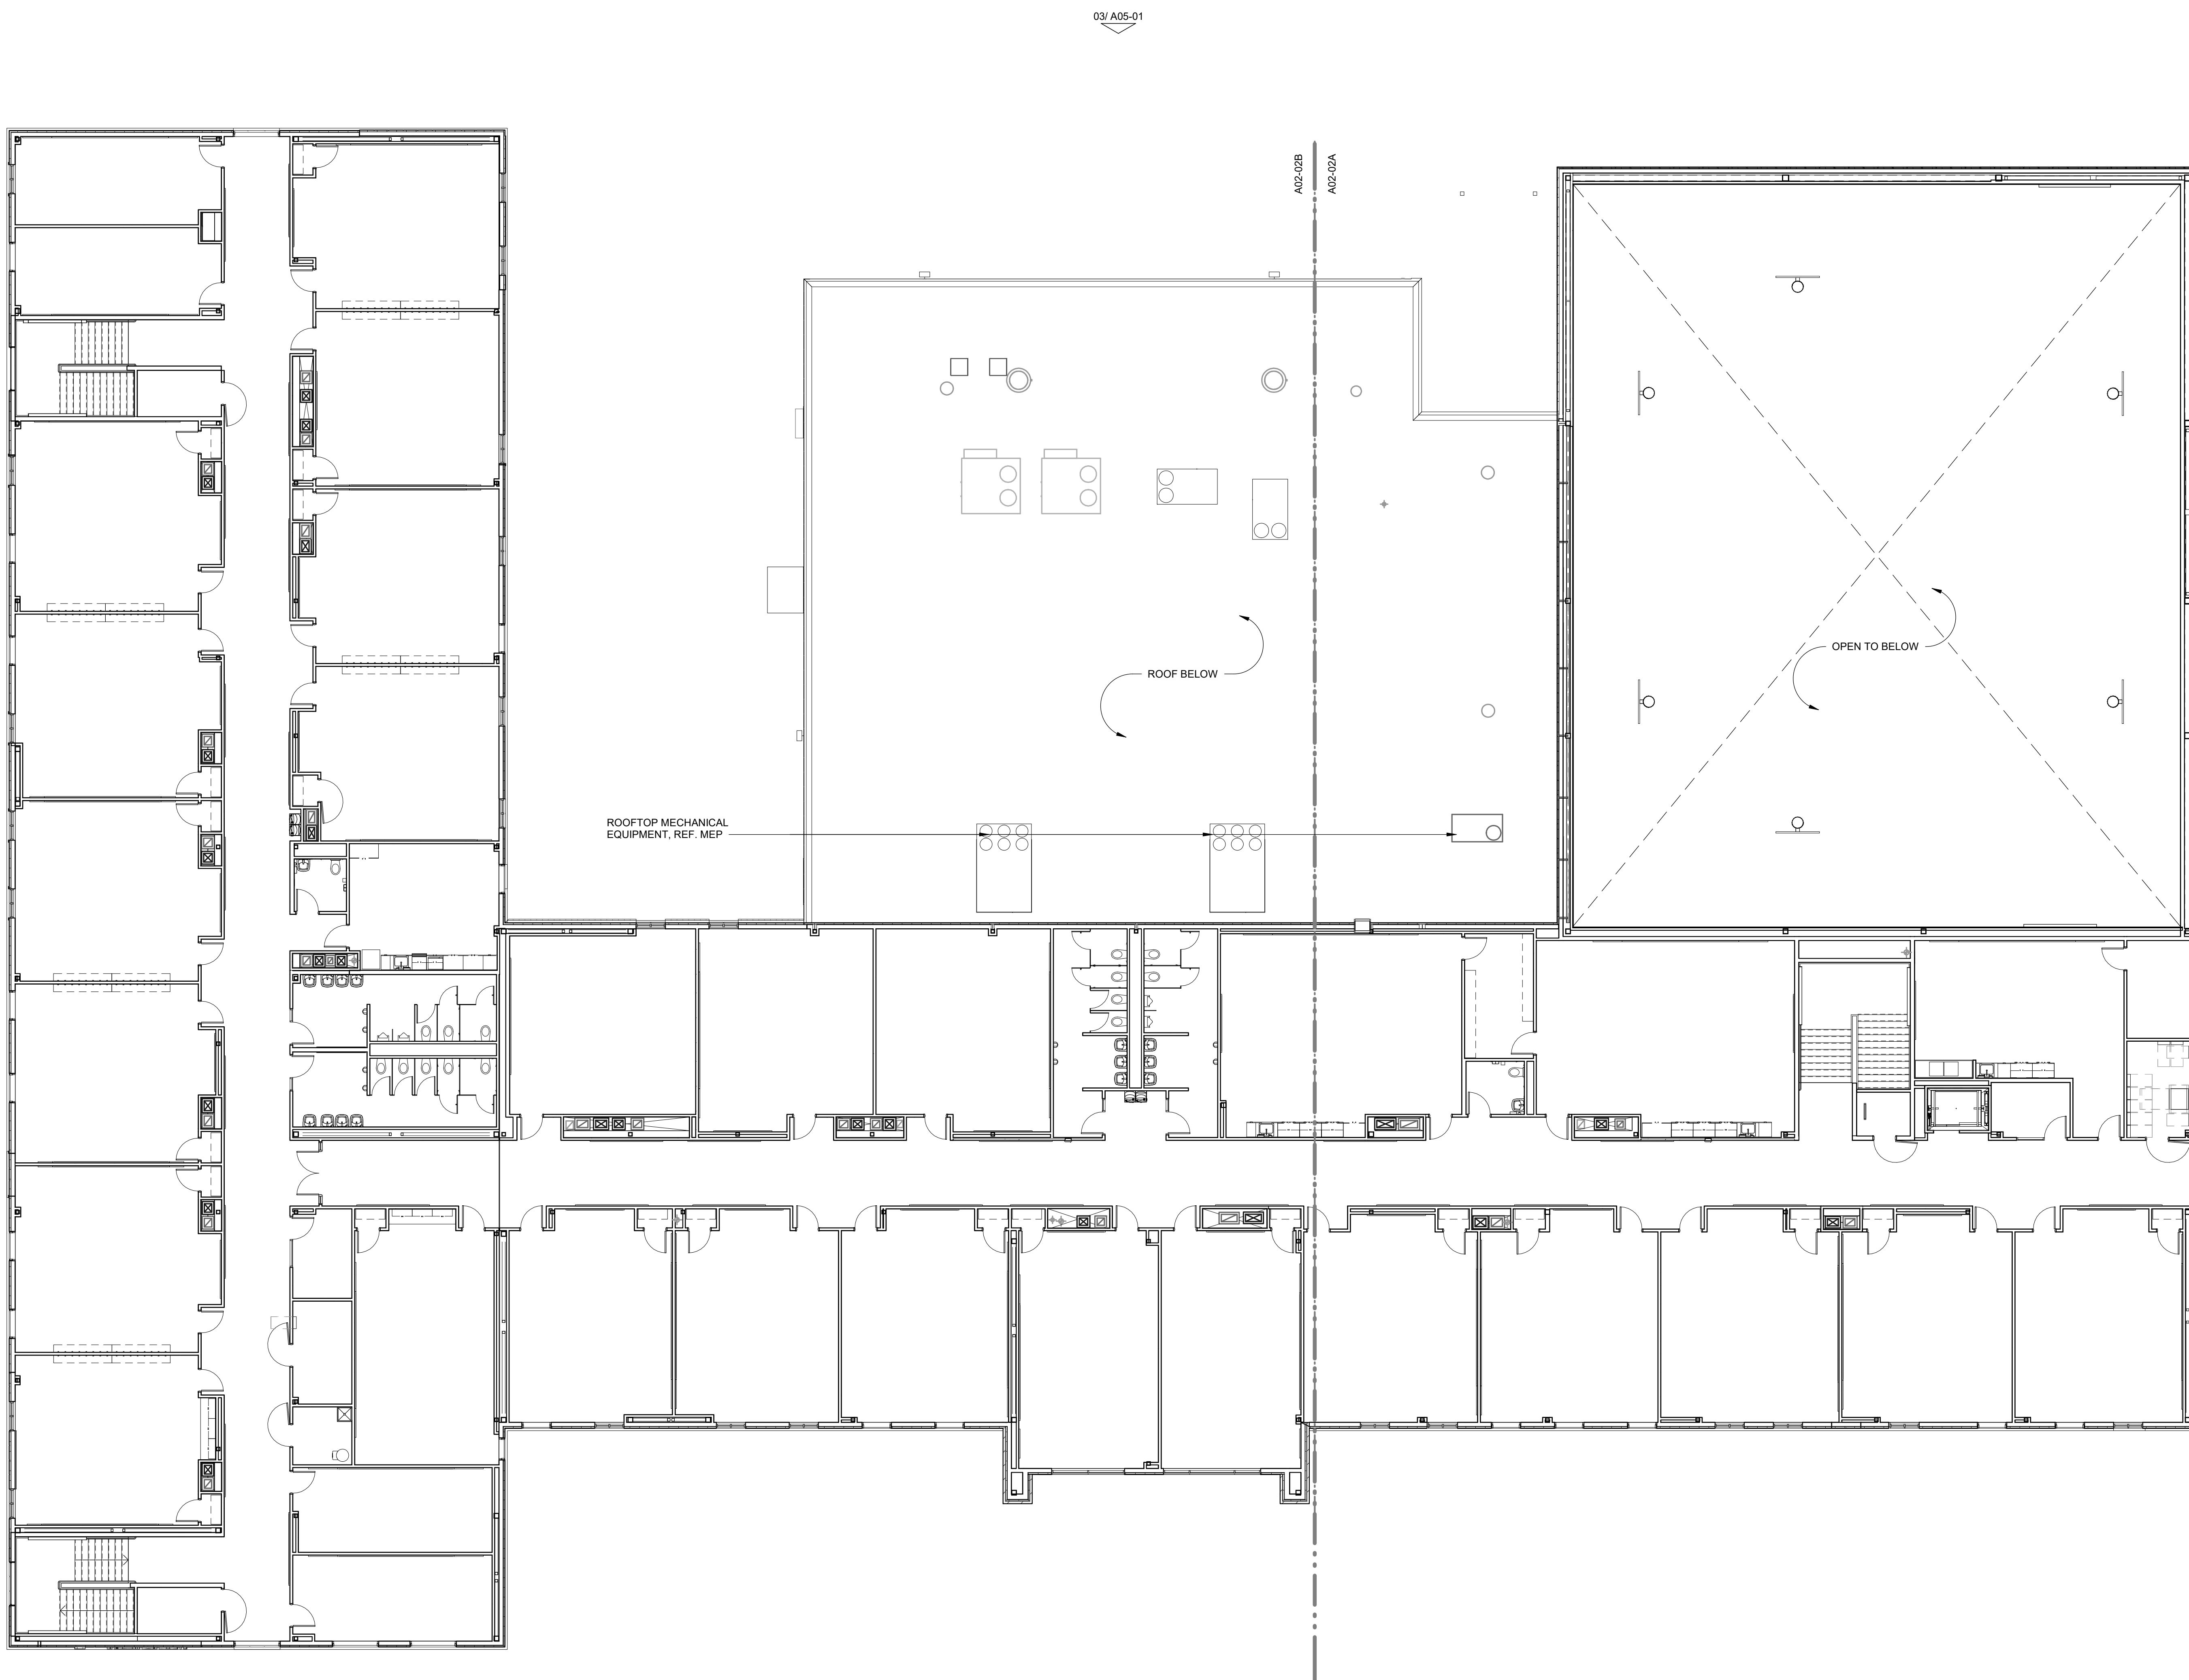 03/ A05-01
A02-02B
A02-02A
OPEN TO BELOW
ROOF BELOW
ROOFTOP MECHANICAL
EQUIPMENT, REF. MEP